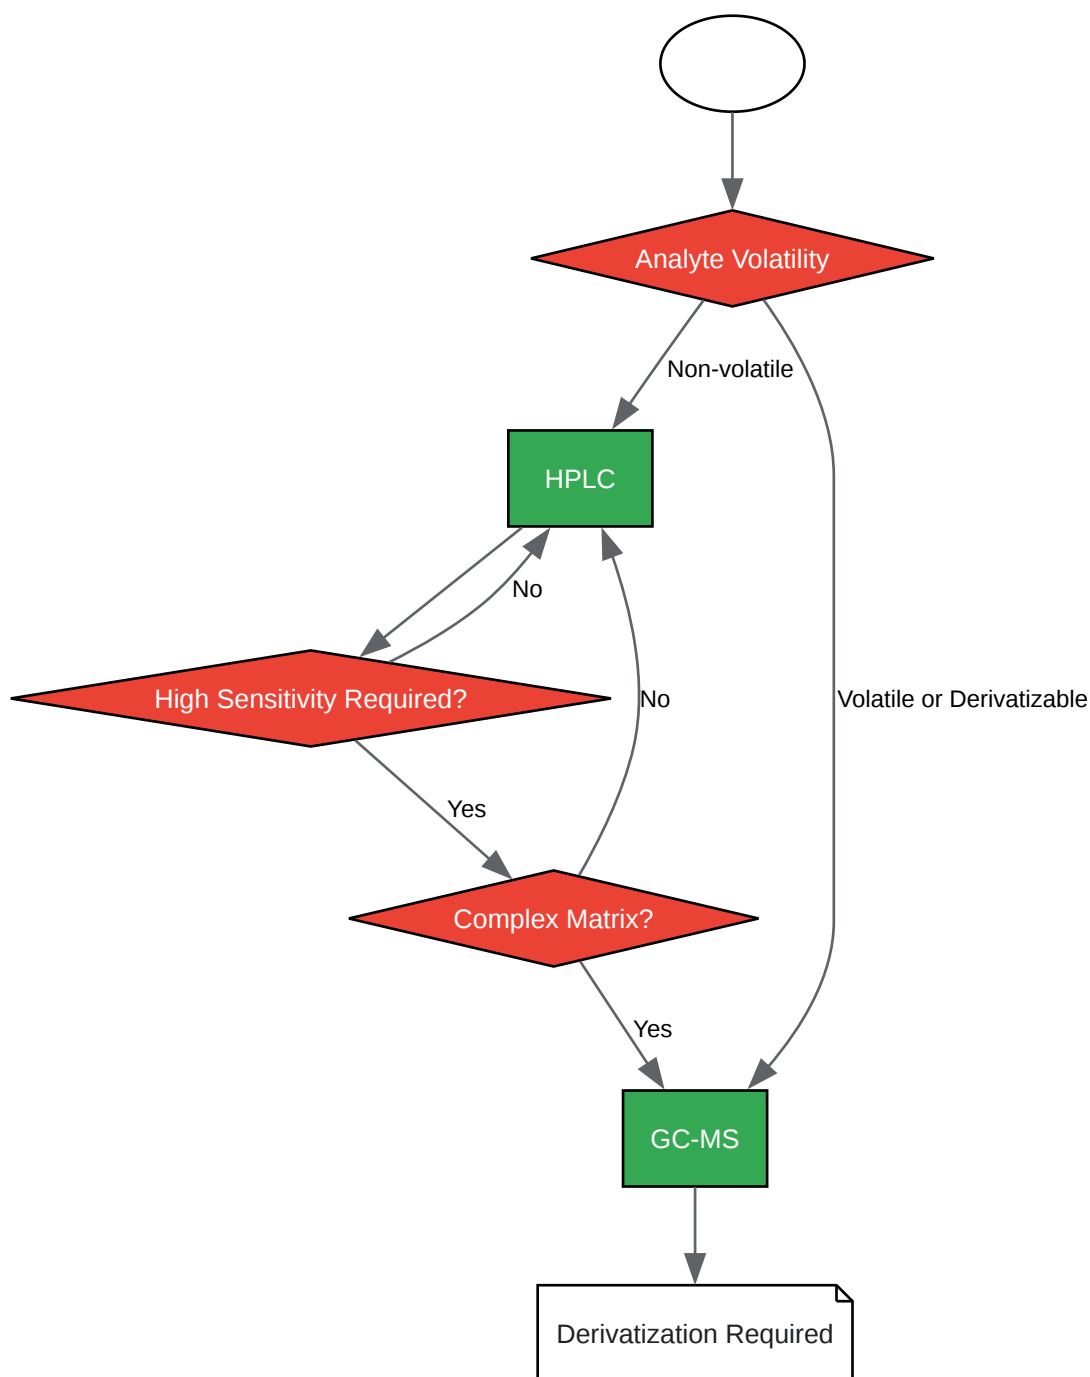 Analyte Volatility
Non-volatile
HPLC
No
High Sensitivity Required?
No
Volatile or Derivatizable
Yes
Complex Matrix?
Yes
GC-MS
Derivatization Required